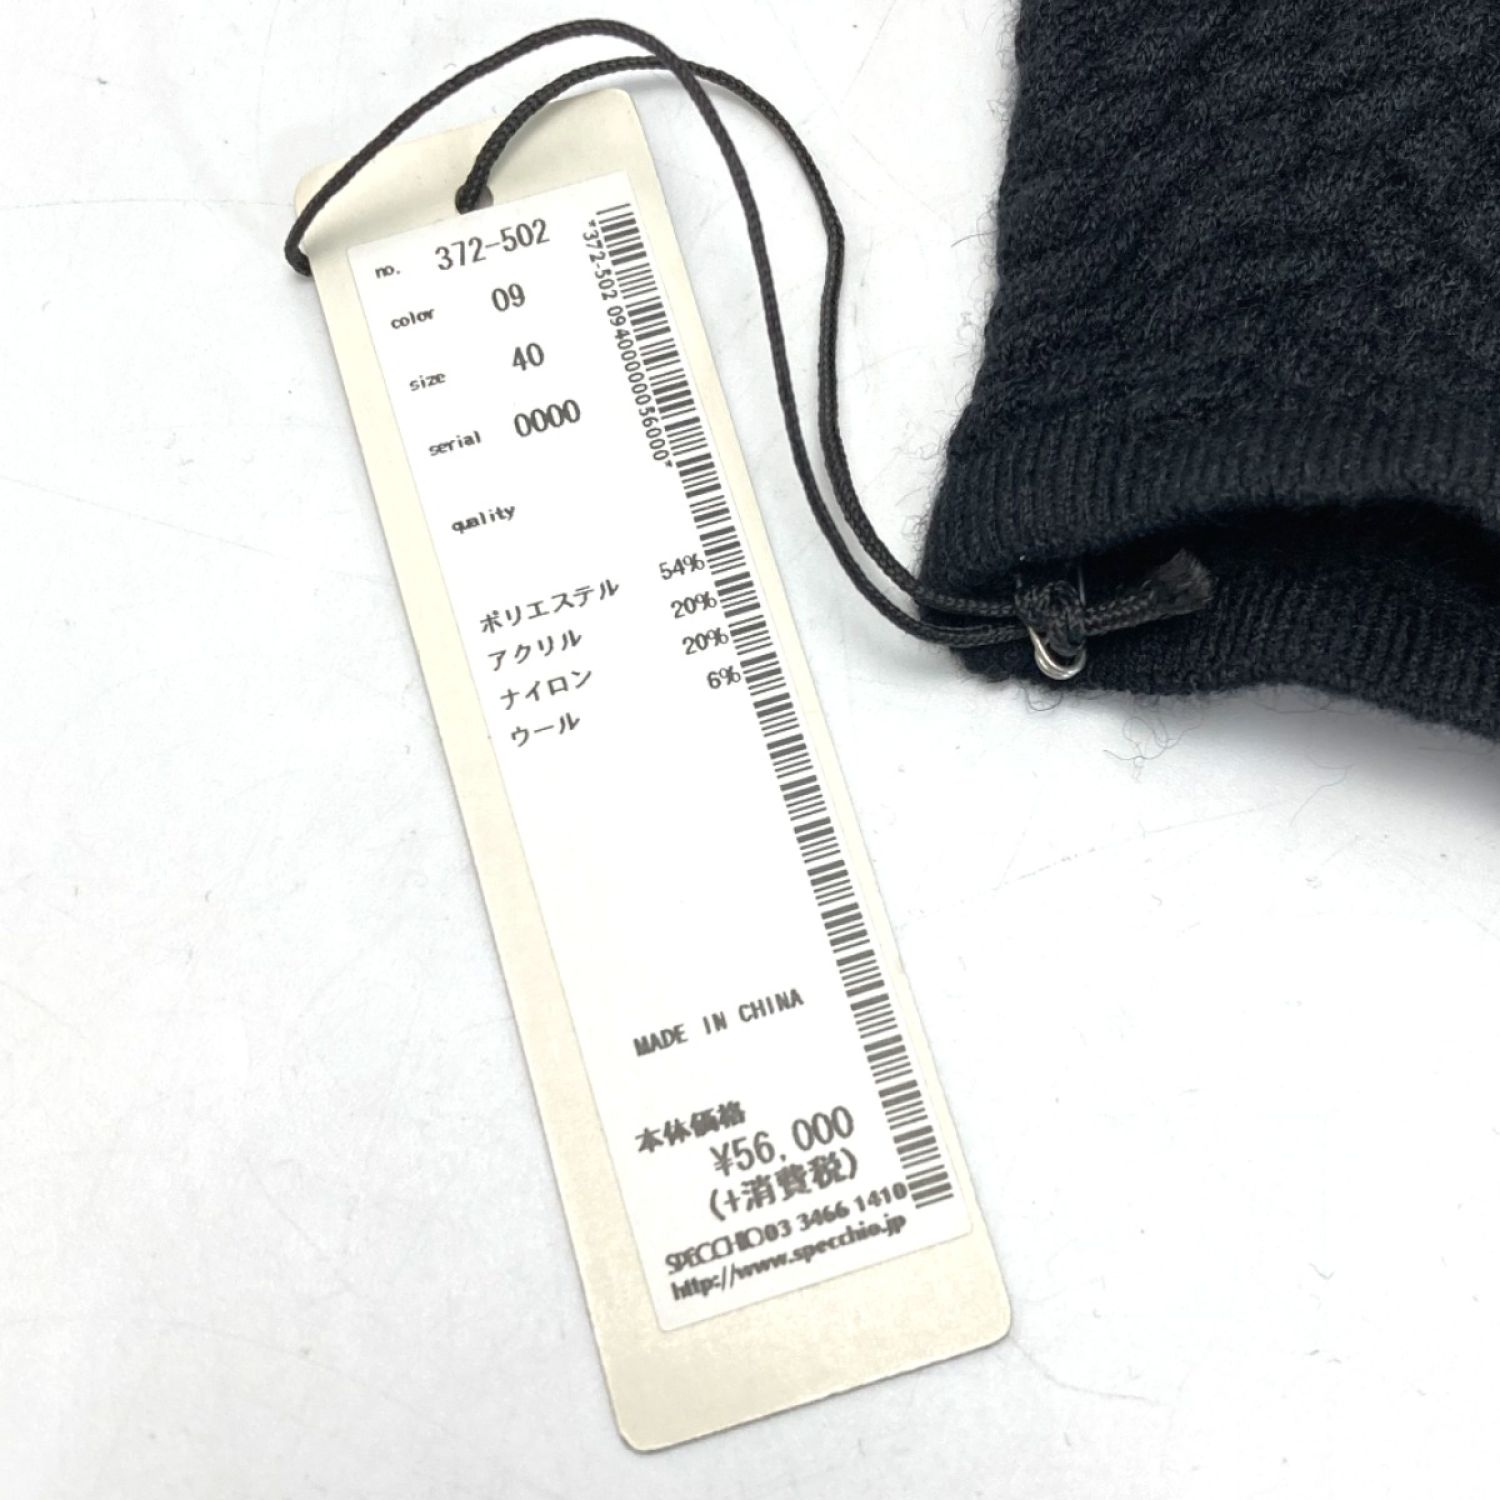 no. 372-502
color 09
size 40
serial 0000
quality
ポリエステル 54%
アクリル 20%
ナイロン 20%
ウール 6%
MADE IN CHINA
本体価格
¥56,000
(+消費税)
SPECCHIO 03 3466 1410
http://www.specchio.jp
*372-502 09400000056000*